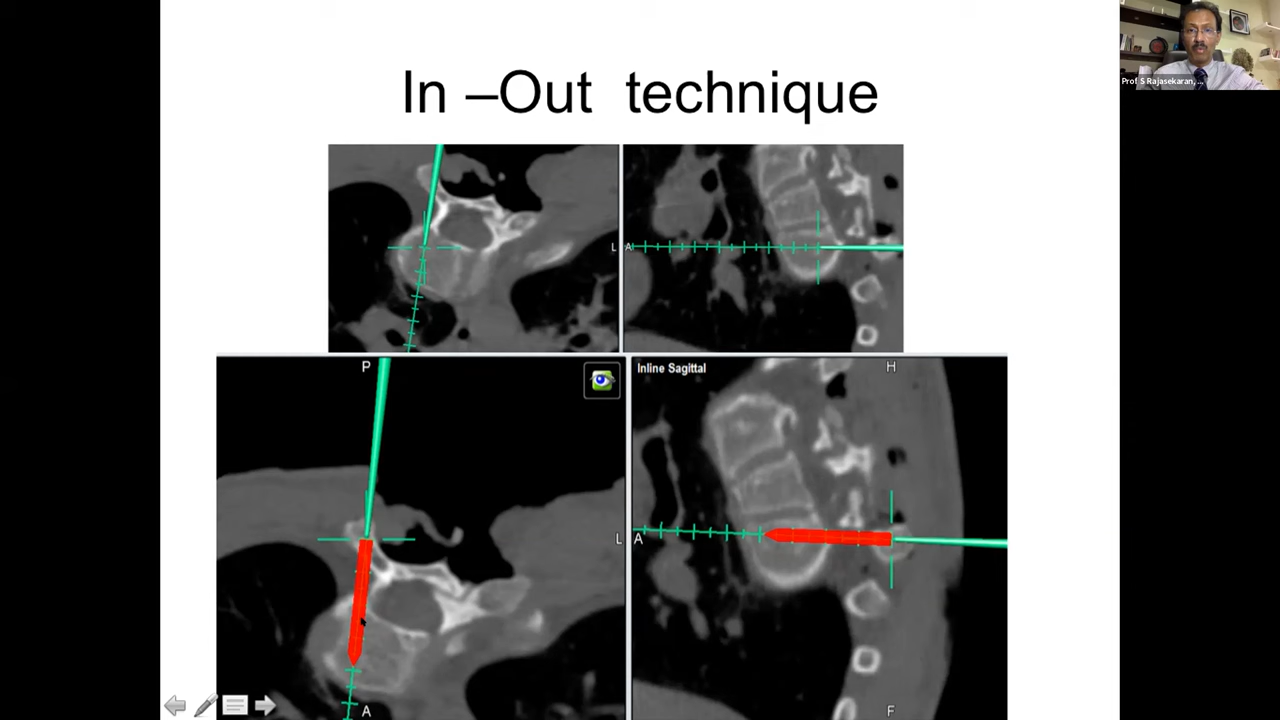 Prof S Rajasekaran, ...
In –Out technique
L A
P
Inline Sagittal
H
L
A
A
F